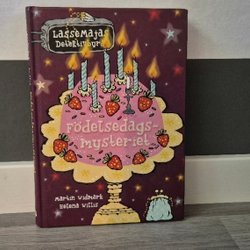 LasseMajas
Detektivbyrå
Födelsedags-
mysteriet
Martin Widmark
Helena Willis